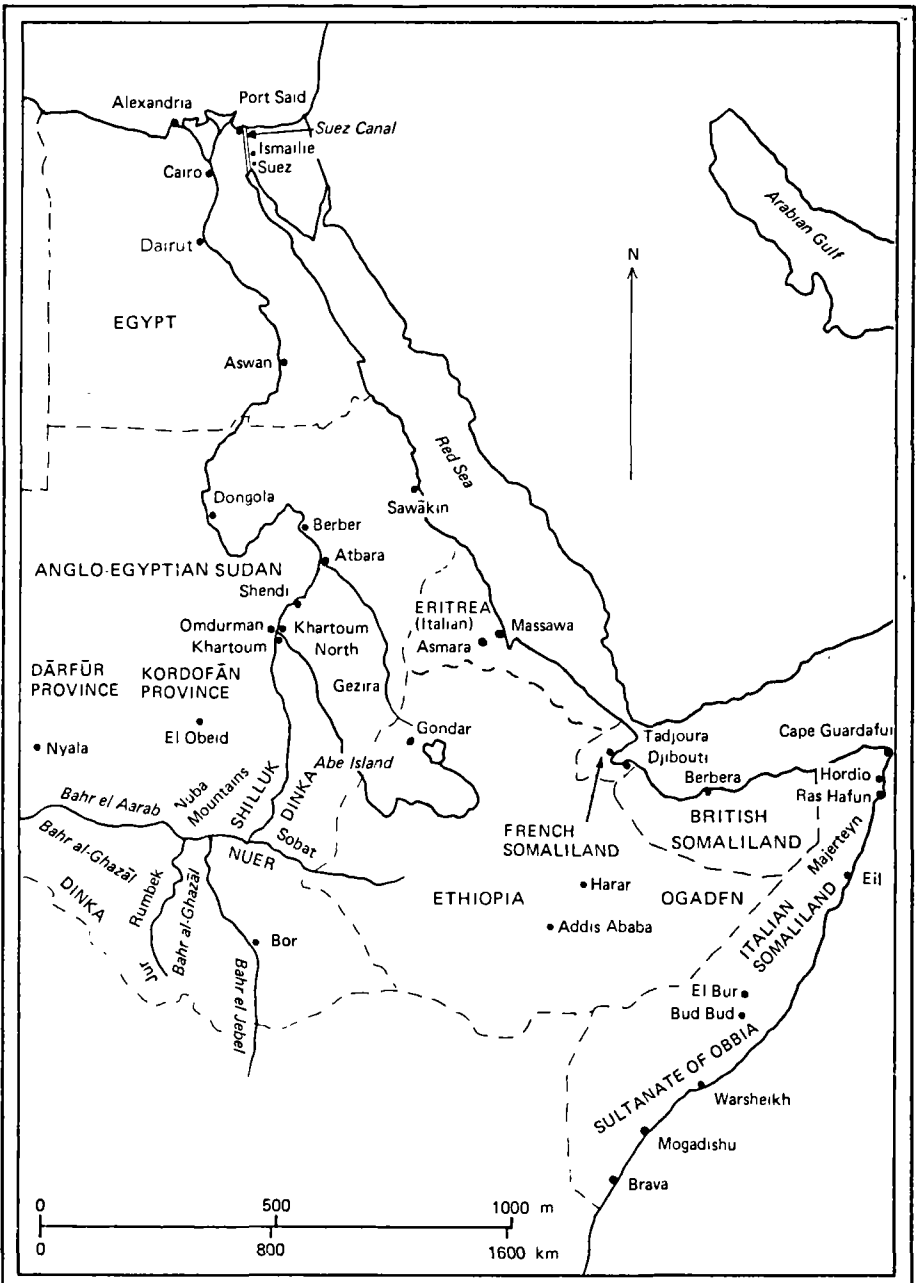 Alexandria
Port Said
Suez Canal
Ismailie
Suez
Cairo
Dairut
EGYPT
Aswan
Arabian Gulf
N
Red Sea
Dongola
Sawākin
Berber
Atbara
ANGLO-EGYPTIAN SUDAN
Shendi
Omdurman
Khartoum
Khartoum
North
ERITREA
(Italian)
Asmara
Massawa
DĀRFŪR
PROVINCE
KORDOFĀN
PROVINCE
Gezira
El Obeid
Nyala
Gondar
Abe Island
Tadjoura
Djibouti
Cape Guardafui
Berbera
Hordio
Ras Hafun
Nuba
Mountains
SHILLUK
DINKA
Bahr el Aarab
Bahr al-Ghazāl
Sobat
NUER
FRENCH
SOMALILAND
BRITISH
SOMALILAND
Majerteyn
Eil
DINKA
Rumbek
Jur
Bahr al-Ghazāl
Harar
ETHIOPIA
OGADEN
Addis Ababa
ITALIAN
SOMALILAND
Bor
Bahr el Jebel
El Bur
Bud Bud
SULTANATE OF OBBIA
Warsheikh
Mogadishu
Brava
0 500 1000 m
0 800 1600 km